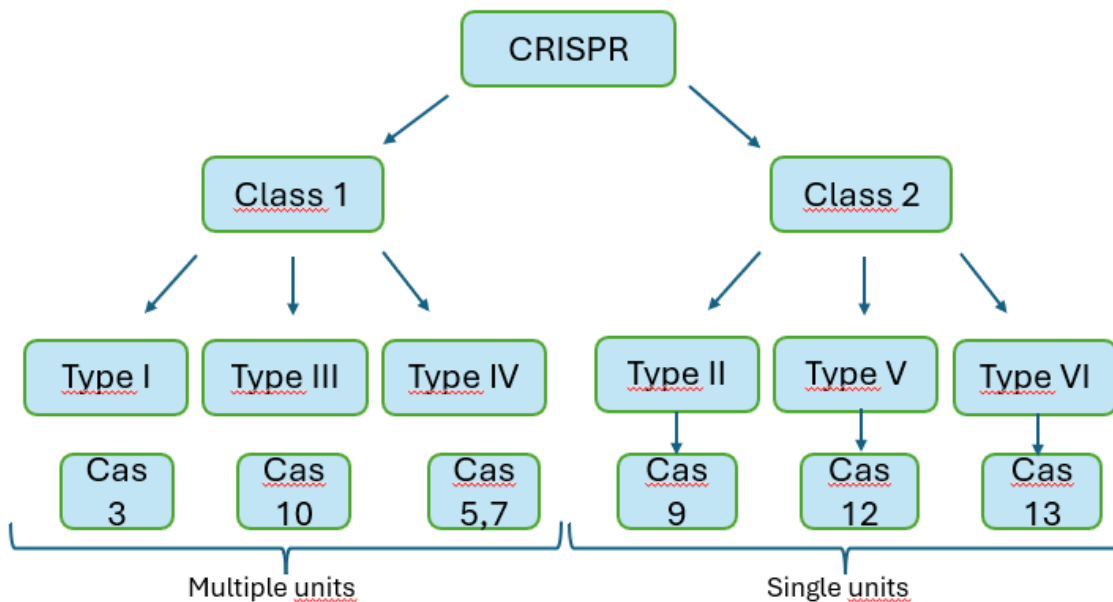 CRISPR
Class 1
Class 2
Type I
Type III
Type IV
Type II
Type V
Type VI
Cas
3
Cas
10
Cas
5,7
Cas
9
Cas
12
Cas
13
Multiple units
Single units